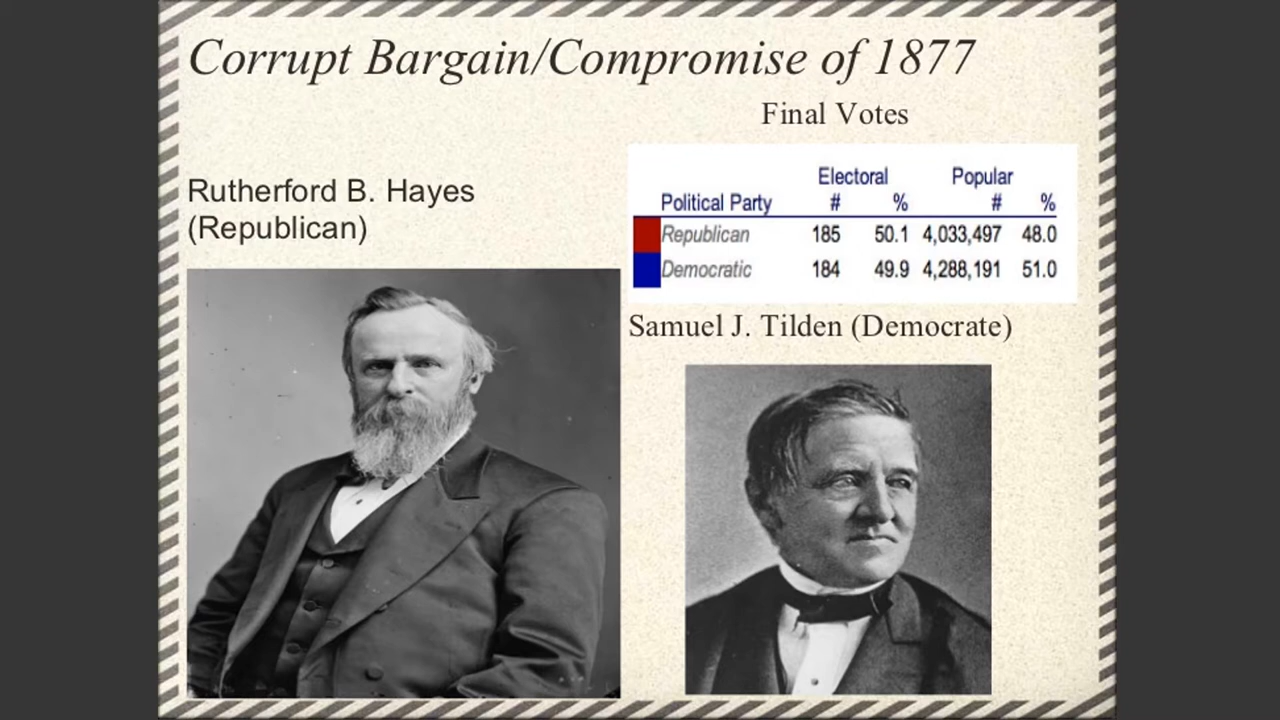 Corrupt Bargain/Compromise of 1877
Final Votes
Rutherford B. Hayes
(Republican)
Electoral Popular
Political Party # % # %
Republican 185 50.1 4,033,497 48.0
Democratic 184 49.9 4,288,191 51.0
Samuel J. Tilden (Democrate)